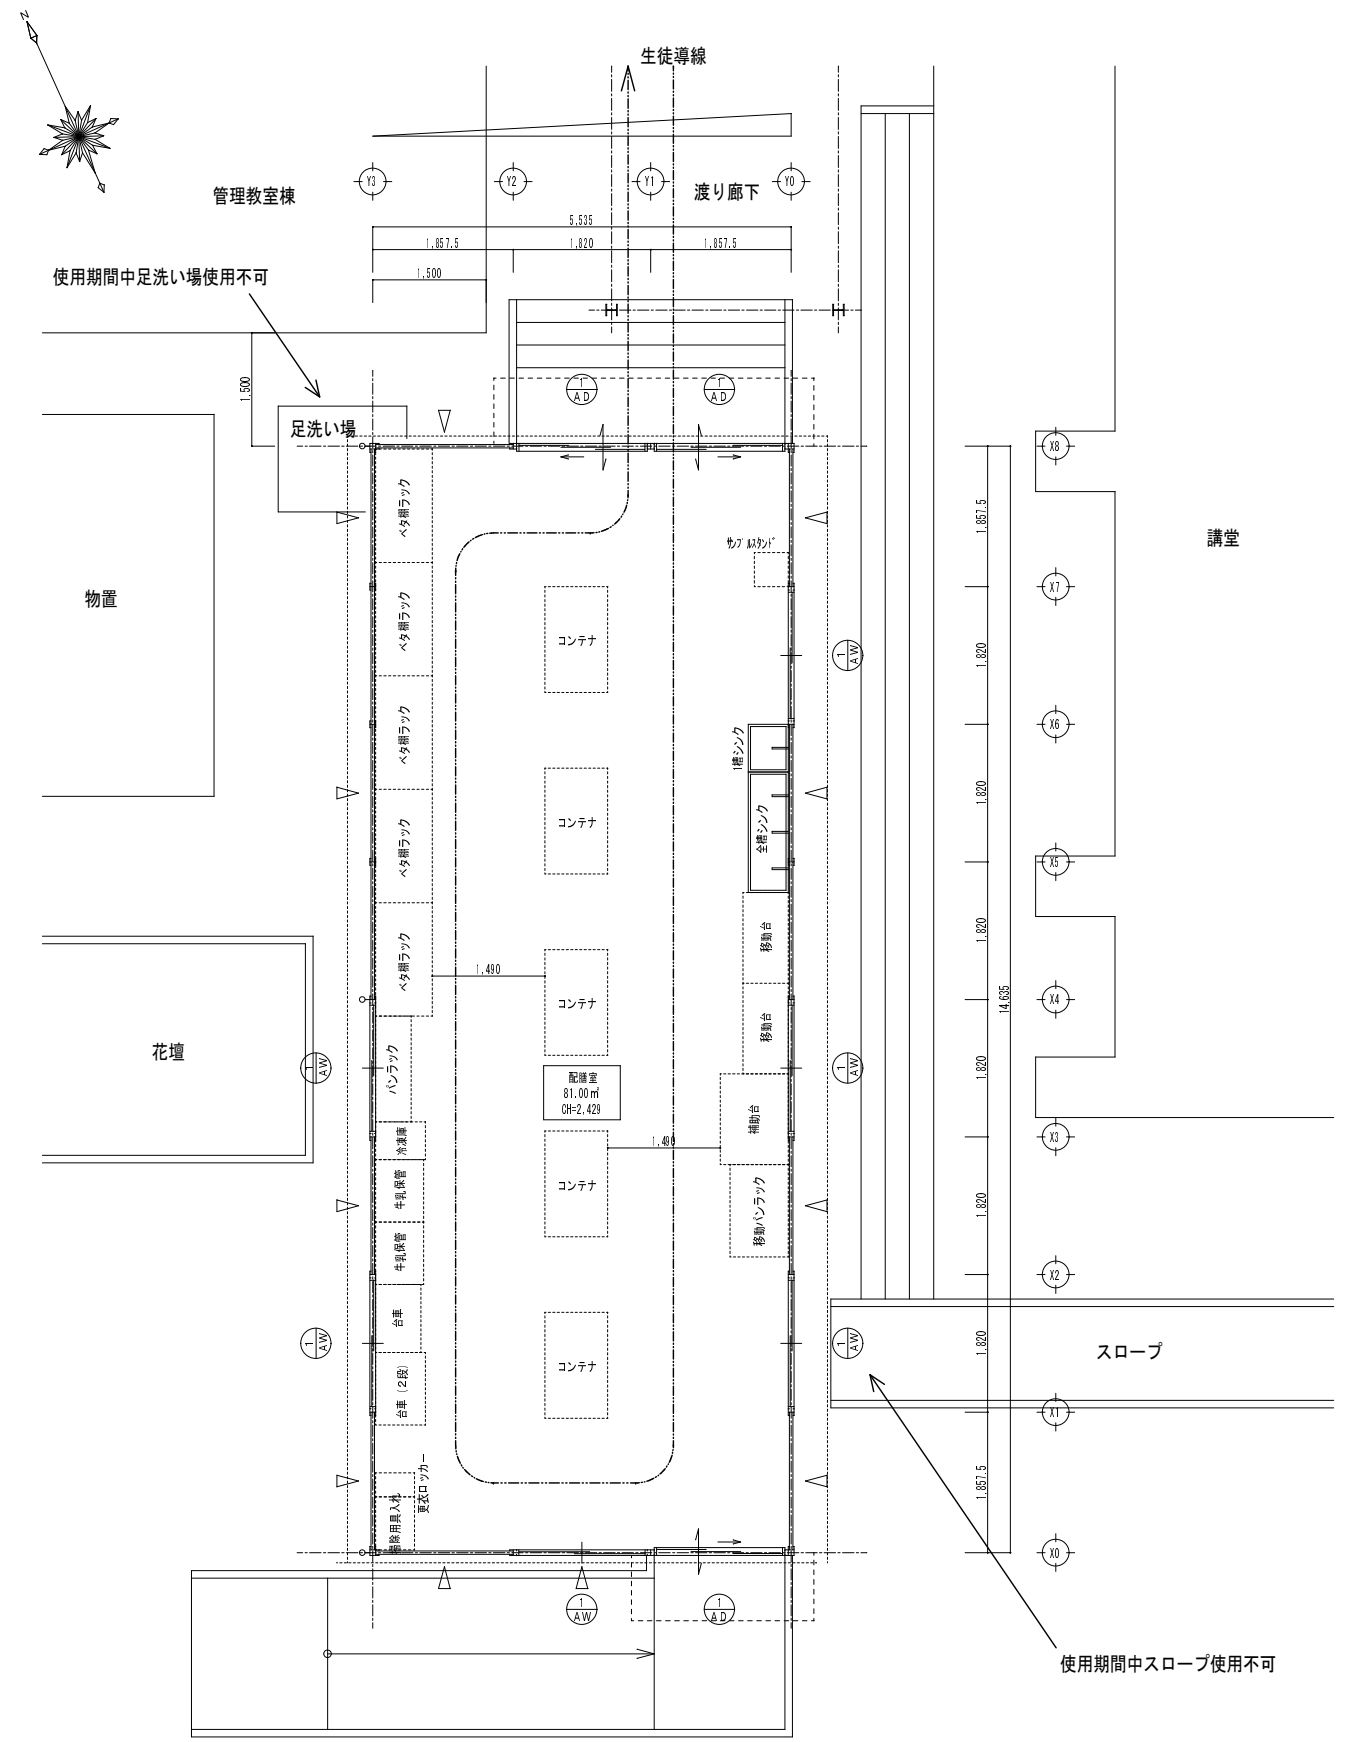 N
生徒導線
管理教室棟
Y3
Y2
Y1
渡り廊下
Y0
5,535
1,857.5
1,820
1,857.5
1,500
使用期間中足洗い場使用不可
1,500
1
AD
1
AD
足洗い場
X8
ベタ棚ラック
1,857.5
サンプルスタンド
講堂
X7
物置
ベタ棚ラック
コンテナ
1,820
1
AW
X6
ベタ棚ラック
1槽シンク
1,820
コンテナ
全槽シンク
ベタ棚ラック
X5
ベタ棚ラック
1,490
移動台
1,820
コンテナ
14,635
X4
花壇
移動台
パンラック
1
AW
1
AW
1,820
配膳室
81.00㎡
CH=2,429
補助台
冷凍庫
1,490
X3
牛乳保管
コンテナ
移動パンラック
1,820
牛乳保管
X2
台車
1
AW
1
AW
1,820
スロープ
台車(2段)
コンテナ
X1
更衣ロッカー
掃除用具入れ
1,857.5
X0
1
AW
1
AD
使用期間中スロープ使用不可